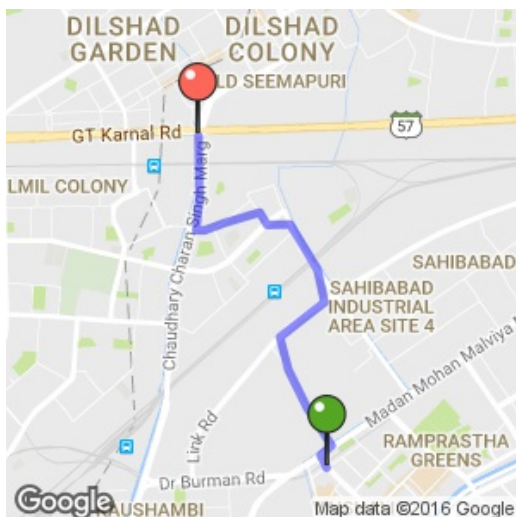 DILSHAD
GARDEN
DILSHAD
COLONY
LD SEEMAPURI
GT Karnal Rd
57
LMIL COLONY
Chaudhary Charan Singh Marg
SAHIBABAD
SAHIBABAD
INDUSTRIAL
AREA SITE 4
Madan Mohan Malviya
Link Rd
RAMPRASTHA
GREENS
Dr Burman Rd
KAUSHAMBI
Google
Map data ©2016 Google